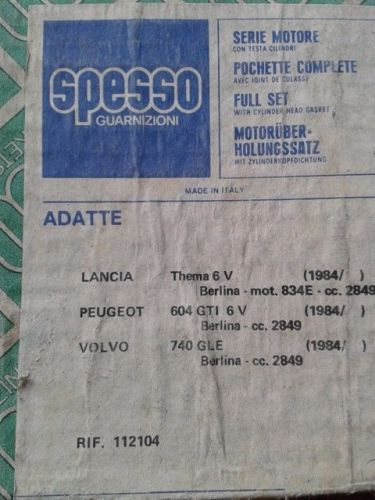 spesso
GUARNIZIONI
SERIE MOTORE
CON TESTA CILINDRI
POCHETTE COMPLETE
AVEC JOINT DE CULASSE
FULL SET
WITH CYLINDER HEAD GASKET
MOTORÜBER-
HOLUNGSSATZ
MIT ZYLINDERKOPFDICHTUNG
MADE IN ITALY
ADATTE
LANCIA Thema 6 V (1984/ )
Berlina - mot. 834E - cc. 2849
PEUGEOT 604 GTI 6 V (1984/ )
Berlina - cc. 2849
VOLVO 740 GLE (1984/ )
Berlina - cc. 2849
RIF. 112104